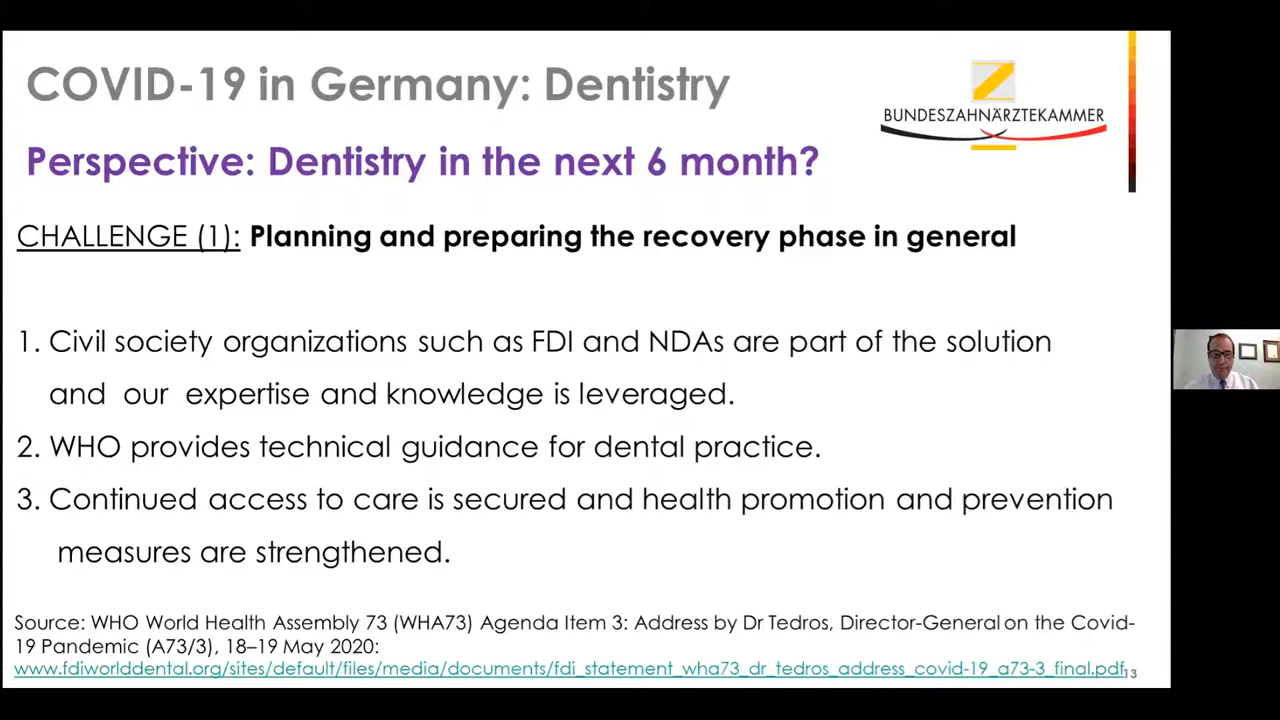 COVID-19 in Germany: Dentistry
BUNDESZAHNÄRZTEKAMMER
Perspective: Dentistry in the next 6 month?
CHALLENGE (1): Planning and preparing the recovery phase in general
1. Civil society organizations such as FDI and NDAs are part of the solution
and our expertise and knowledge is leveraged.
2. WHO provides technical guidance for dental practice.
3. Continued access to care is secured and health promotion and prevention
measures are strengthened.
Source: WHO World Health Assembly 73 (WHA73) Agenda Item 3: Address by Dr Tedros, Director-General on the Covid-
19 Pandemic (A73/3), 18–19 May 2020:
www.fdiworlddental.org/sites/default/files/media/documents/fdi_statement_wha73_dr_tedros_address_covid-19_a73-3_final.pdf
13